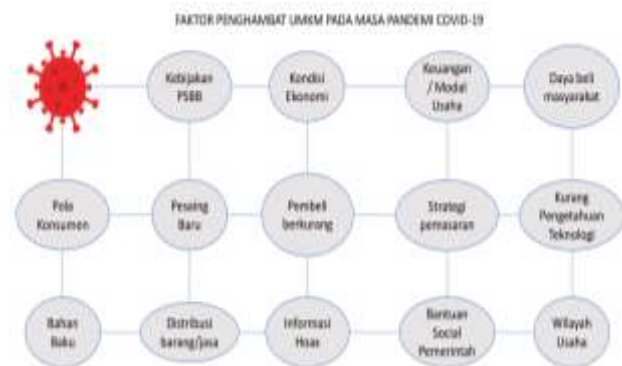 FAKTOR PENGHAMBAT UMKM PADA MASA PANDEMI COVID-19
Kebijakan
PSBB
Kondisi
Ekonomi
Keuangan
/ Modal
Usaha
Daya beli
masyarakat
Pola
Konsumen
Pesaing
Baru
Pembeli
berkurang
Strategi
pemasaran
Kurang
Pengetahuan
Teknologi
Bahan
Baku
Distribusi
barang/jasa
Informasi
Hoax
Bantuan
Social
Pemerintah
Wilayah
Usaha